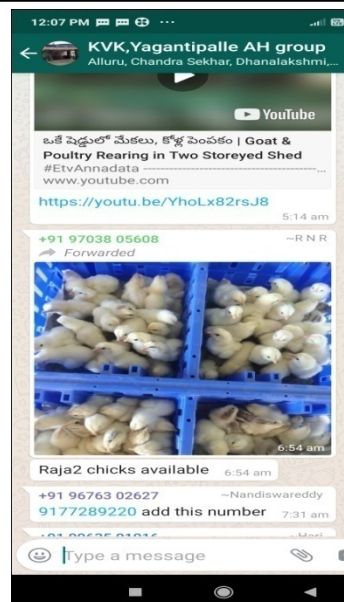 12:07 PM
KVK,Yagantipalle AH group
Alluru, Chandra Sekhar, Dhanalakshmi,...
YouTube
ఒకే షెడ్డులో మేకలు, కోళ్ల పెంపకం | Goat &
Poultry Rearing in Two Storeyed Shed
#EtvAnnadata
www.youtube.com
https://youtu.be/YhoLx82rsJ8
5:14 am
+91 97038 05608 ~R N R
Forwarded
6:54 am
Raja2 chicks available 6:54 am
+91 96763 02627 ~Nandiswareddy
9177289220 add this number 7:31 am
Type a message